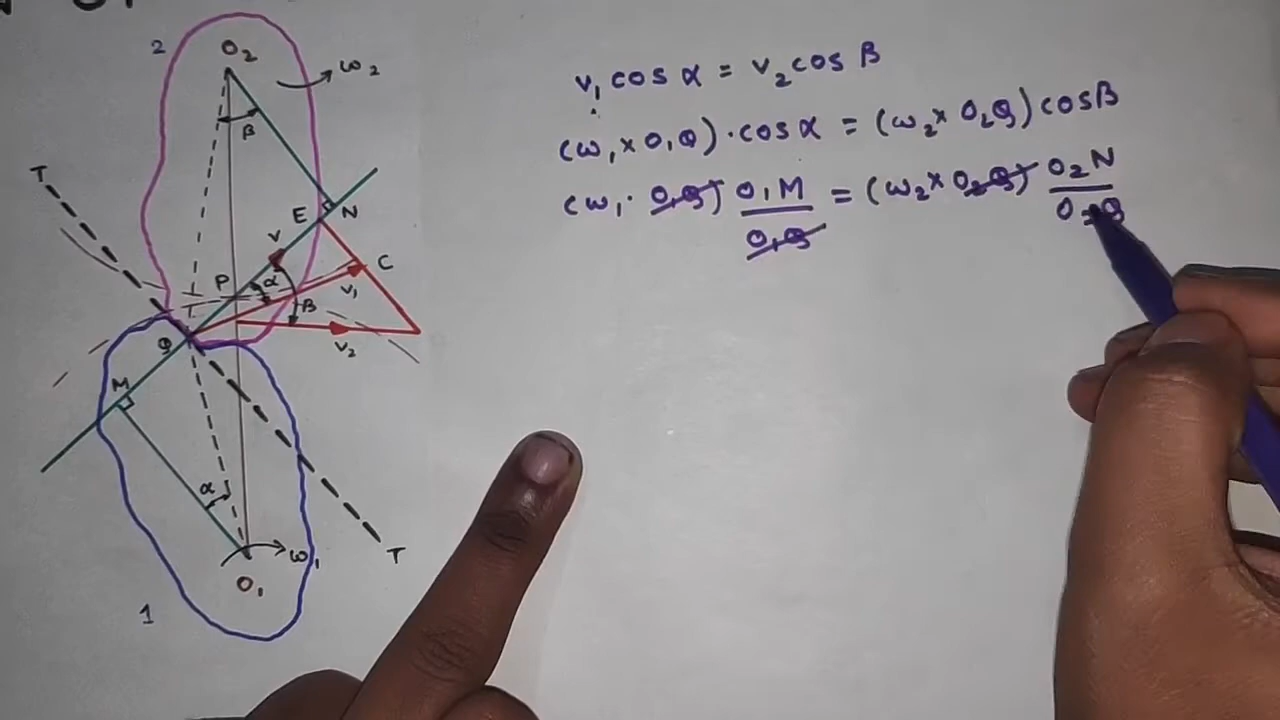 v₁ cos α = v₂ cos β
(ω₁ × O₁Q) · cos α = (ω₂ × O₂Q) cos β
(ω₁ · O₁Q) O₁M / O₁Q = (ω₂ × O₂Q) O₂N / O₂Q
2
O₂
ω₂
β
T
E
N
v
C
P
α
v₁
β
Q
v₂
M
α
ω₁
T
O₁
1